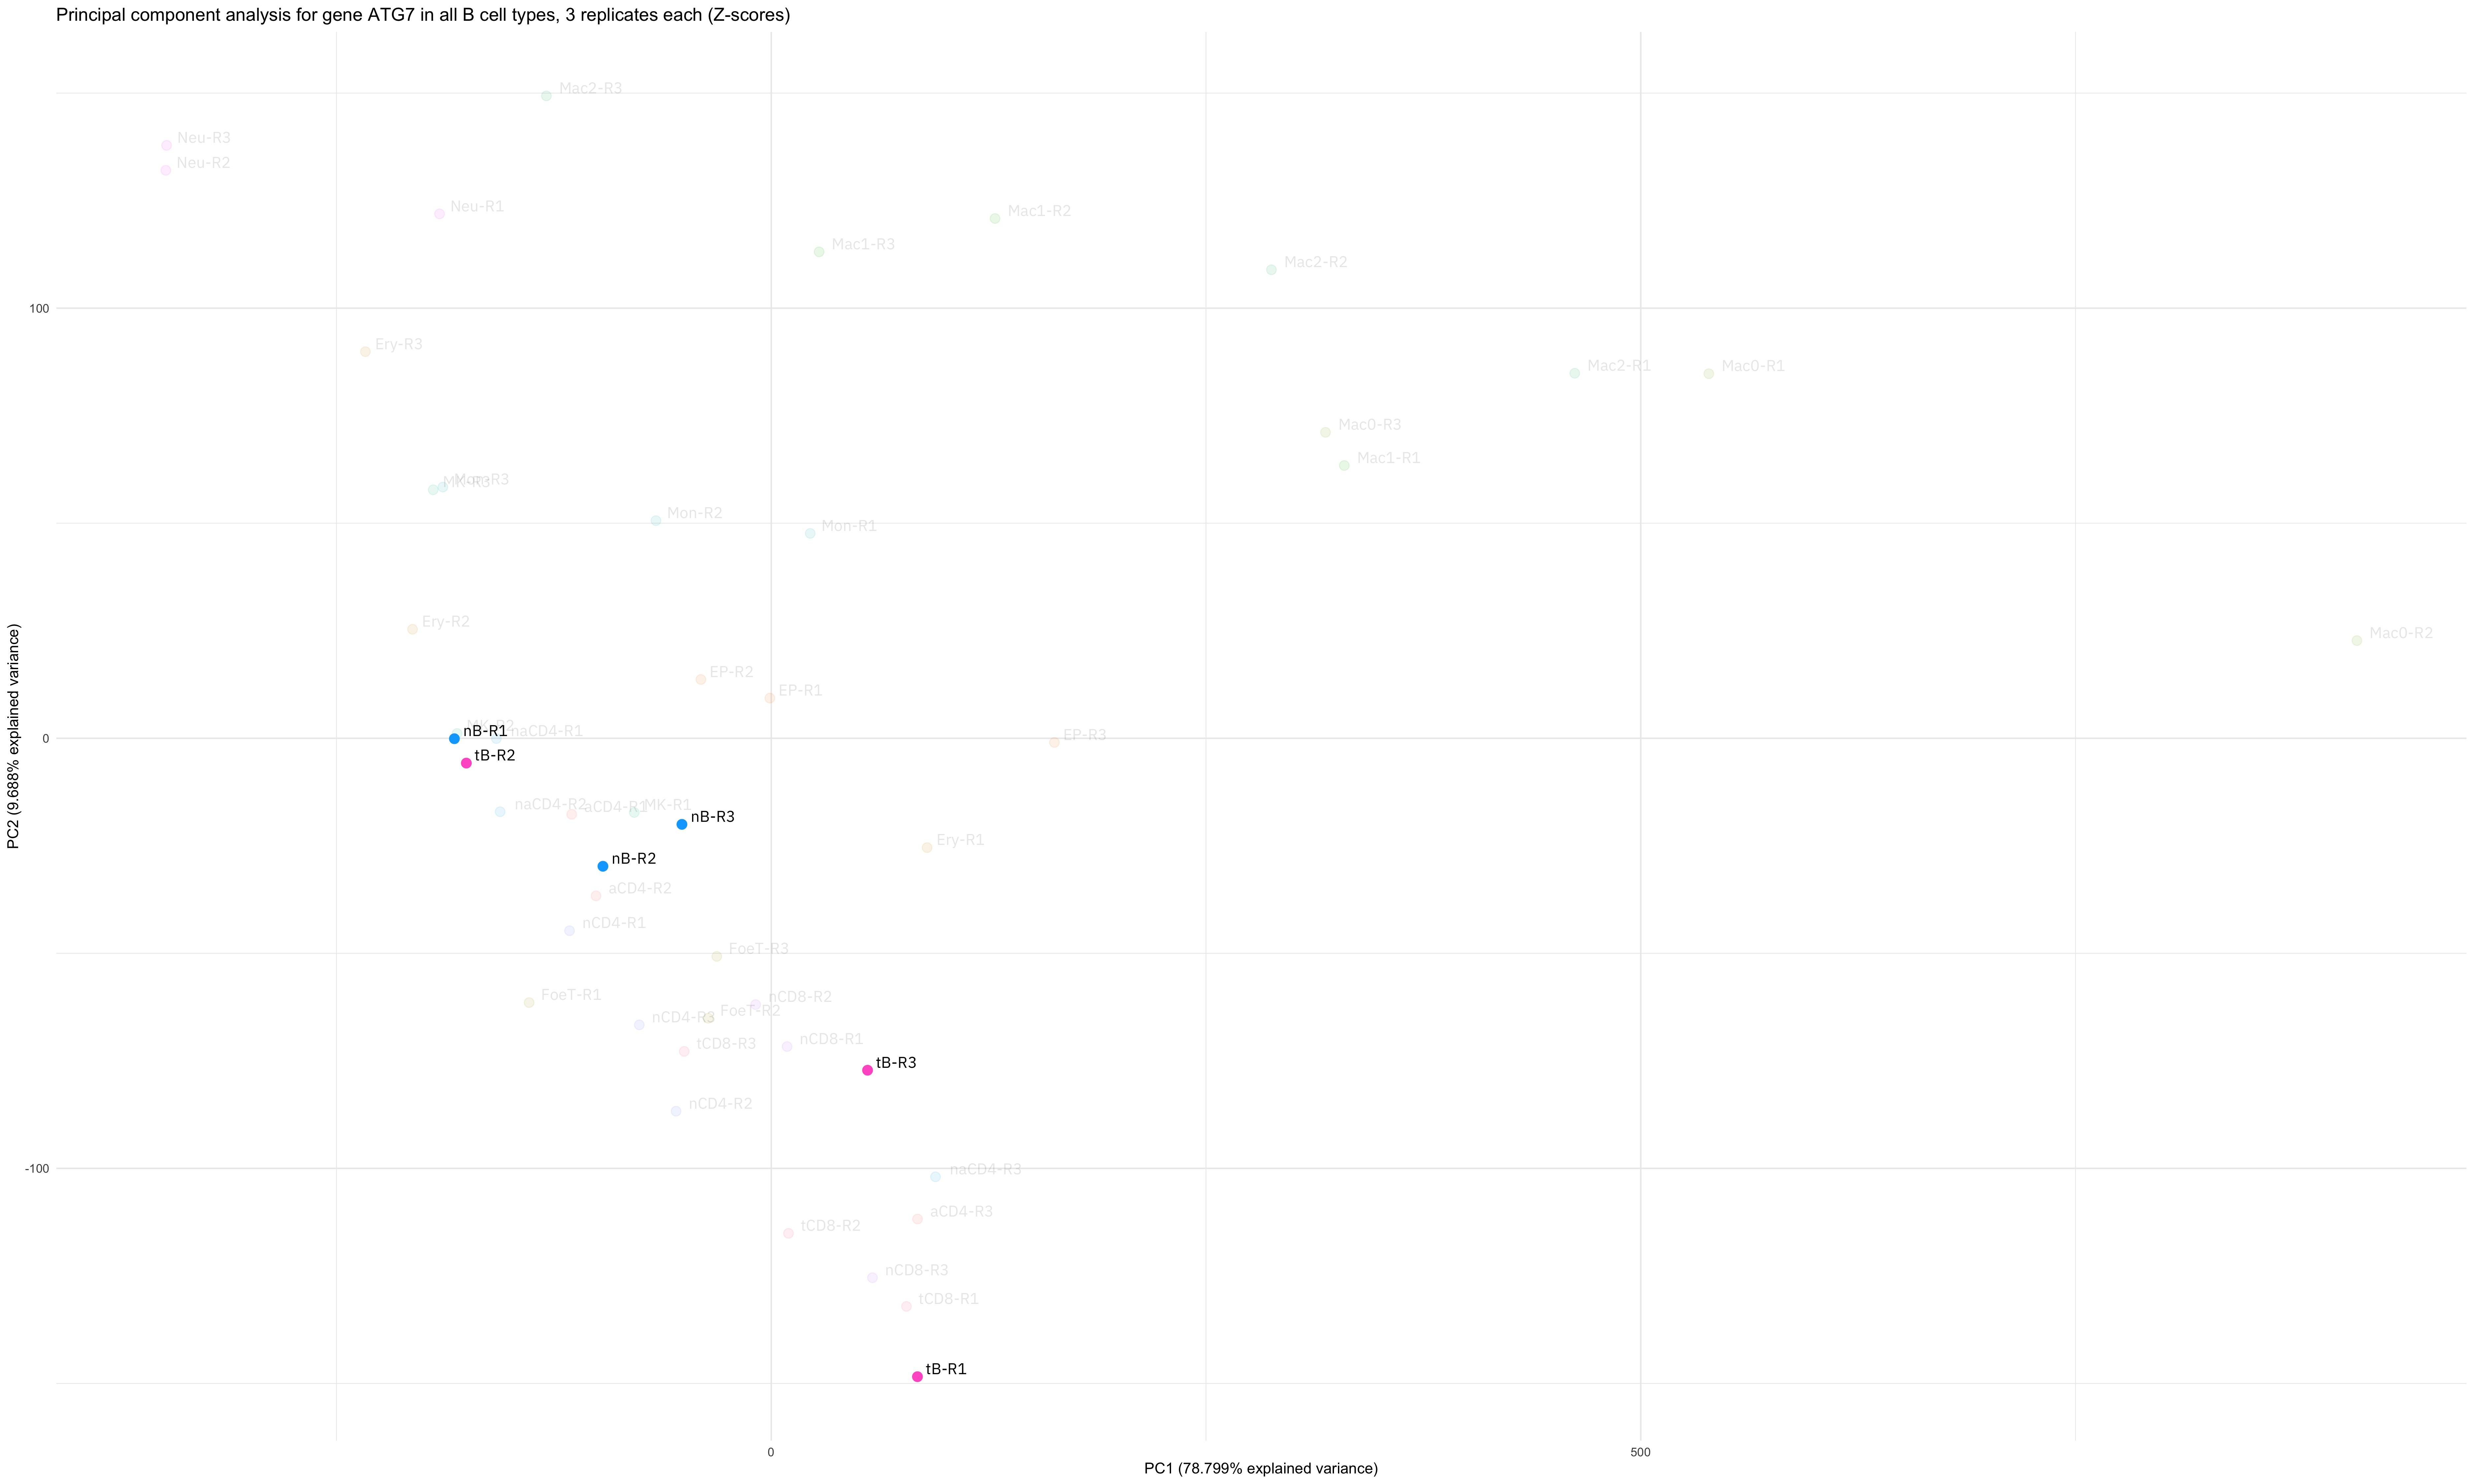 Principal component analysis for gene ATG7 in all B cell types, 3 replicates each (Z-scores)
Mac2-R3
Neu-R3
Neu-R2
Neu-R1
Mac1-R2
Mac1-R3
Mac2-R2
100
Ery-R3
Mac2-R1
Mac0-R1
Mac0-R3
Mac1-R1
Mon-R3
MK-R3
Mon-R2
Mon-R1
Ery-R2
Mac0-R2
EP-R2
EP-R1
MK-R2
nB-R1
naCD4-R1
EP-R3
0
tB-R2
naCD4-R2
aCD4-R1
MK-R1
nB-R3
Ery-R1
nB-R2
aCD4-R2
nCD4-R1
FoeT-R3
FoeT-R1
nCD8-R2
FoeT-R2
nCD4-R3
nCD8-R1
tCD8-R3
tB-R3
nCD4-R2
-100
naCD4-R3
aCD4-R3
tCD8-R2
nCD8-R3
tCD8-R1
tB-R1
0
500
PC1 (78.799% explained variance)
PC2 (9.688% explained variance)